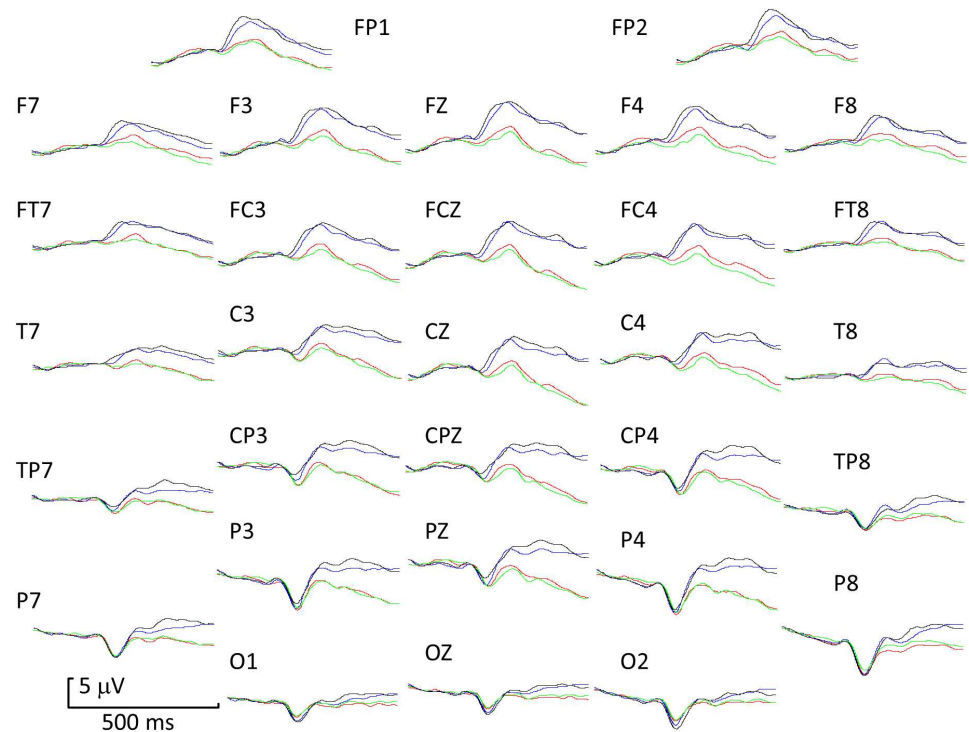 FP1 FP2
F7 F3 FZ F4 F8
FT7 FC3 FCZ FC4 FT8
T7 C3 CZ C4 T8
TP7 CP3 CPZ CP4 TP8
P7 P3 PZ P4 P8
O1 OZ O2
5 μV
500 ms